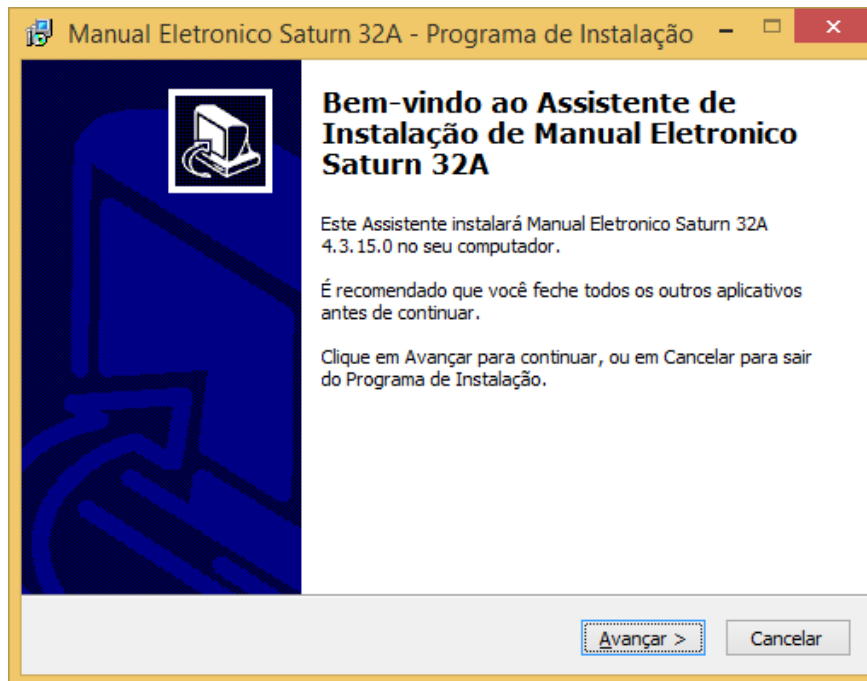 Manual Eletronico Saturn 32A - Programa de Instalação
Bem-vindo ao Assistente de
Instalação de Manual Eletronico
Saturn 32A
Este Assistente instalará Manual Eletronico Saturn 32A
4.3.15.0 no seu computador.
É recomendado que você feche todos os outros aplicativos
antes de continuar.
Clique em Avançar para continuar, ou em Cancelar para sair
do Programa de Instalação.
Avançar >
Cancelar